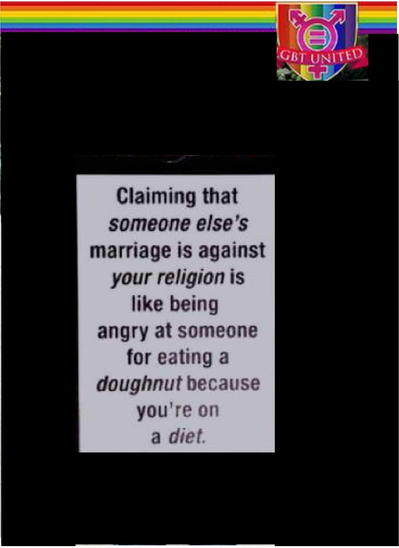 GBT UNITED
Claiming that
someone else's
marriage is against
your religion is
like being
angry at someone
for eating a
doughnut because
you're on
a diet.